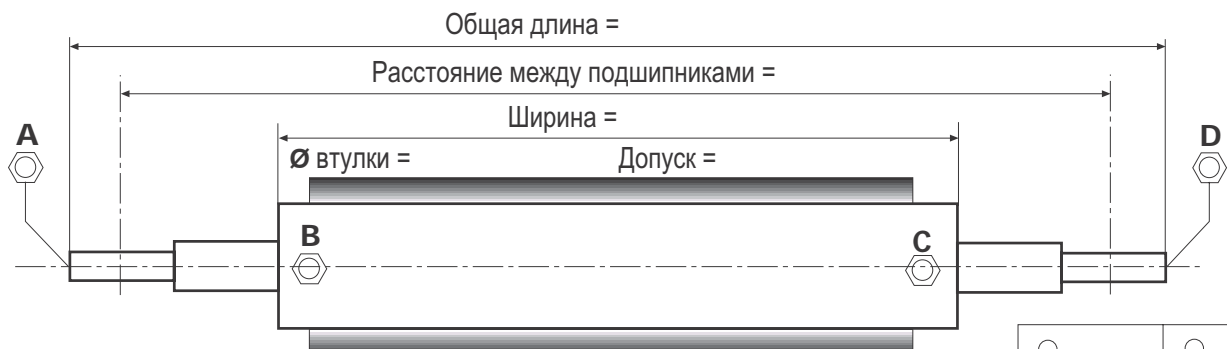 Общая длина =
Расстояние между подшипниками =
Ширина =
A
D
Ø втулки = Допуск =
B
C